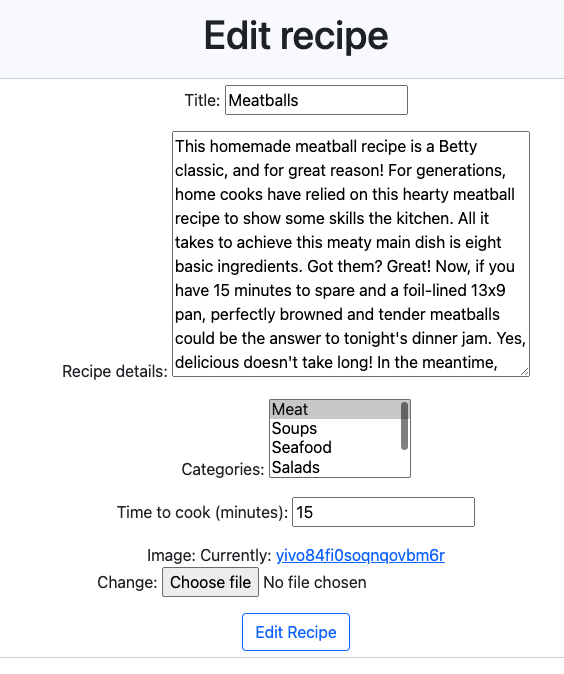 Edit recipe
Title: Meatballs
This homemade meatball recipe is a Betty
classic, and for great reason! For generations,
home cooks have relied on this hearty meatball
recipe to show some skills the kitchen. All it
takes to achieve this meaty main dish is eight
basic ingredients. Got them? Great! Now, if you
have 15 minutes to spare and a foil-lined 13x9
pan, perfectly browned and tender meatballs
could be the answer to tonight's dinner jam. Yes,
Recipe details: delicious doesn't take long! In the meantime,
Meat
Soups
Seafood
Categories: Salads
Time to cook (minutes): 15
Image: Currently: yivo84fi0soqnqovbm6r
Change: Choose file No file chosen
Edit Recipe